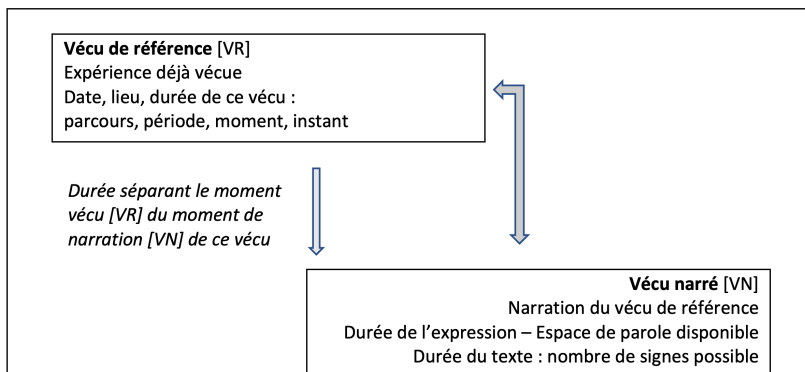 Vécu de référence [VR]
Expérience déjà vécue
Date, lieu, durée de ce vécu :
parcours, période, moment, instant
Durée séparant le moment
vécu [VR] du moment de
narration [VN] de ce vécu
Vécu narré [VN]
Narration du vécu de référence
Durée de l’expression – Espace de parole disponible
Durée du texte : nombre de signes possible